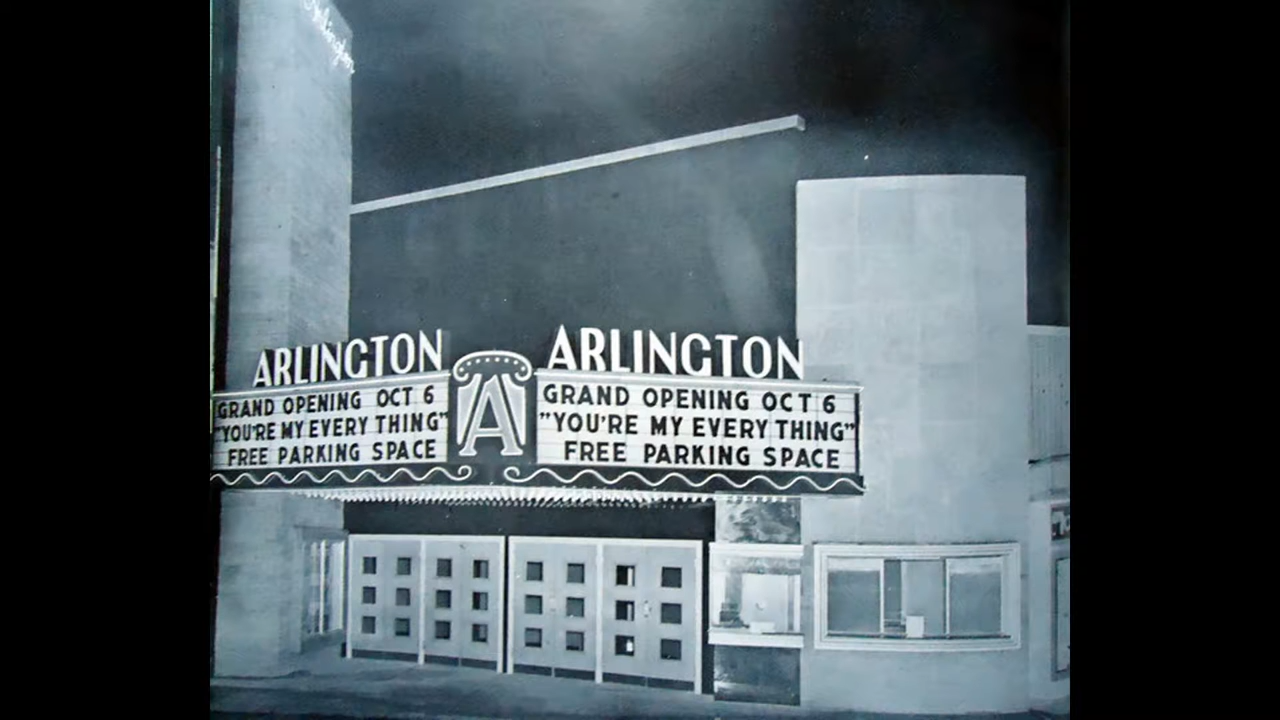 ARLINGTON
GRAND OPENING OCT 6
"YOU'RE MY EVERY THING"
FREE PARKING SPACE
A
ARLINGTON
GRAND OPENING OCT 6
"YOU'RE MY EVERY THING"
FREE PARKING SPACE